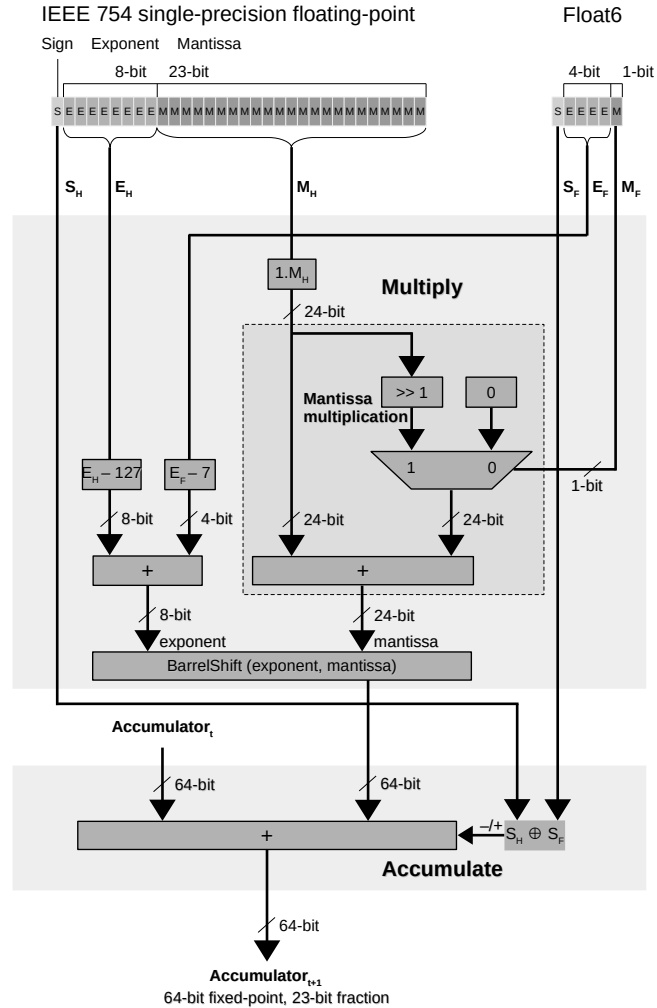 IEEE 754 single-precision floating-point Float6
Sign Exponent Mantissa
8-bit 23-bit 4-bit 1-bit
S E E E E E E E E M M M M M M M M M M M M M M M M M M M M M M M S E E E E M
S_H E_H M_H S_F E_F M_F
1.M_H
Multiply
24-bit
>> 1 0
Mantissa
multiplication
1 0
E_H – 127 E_F – 7
1-bit
8-bit 4-bit 24-bit 24-bit
+ +
8-bit 24-bit
exponent mantissa
BarrelShift (exponent, mantissa)
Accumulator_t
64-bit 64-bit
+ –/+ S_H ⊕ S_F
Accumulate
64-bit
Accumulator_t+1
64-bit fixed-point, 23-bit fraction